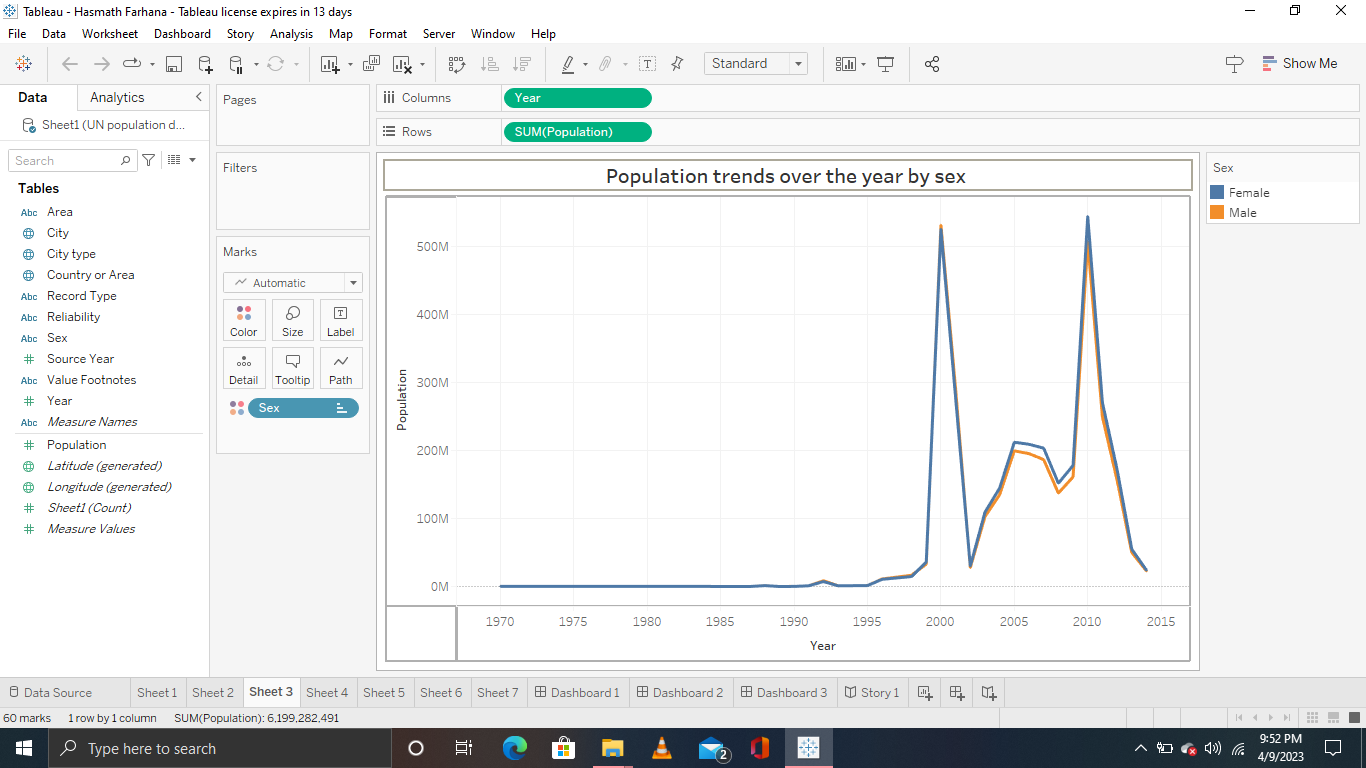 Tableau - Hasmath Farhana - Tableau license expires in 13 days
File Data Worksheet Dashboard Story Analysis Map Format Server Window Help
Standard
Show Me
Data Analytics
Pages
Columns Year
Sheet1 (UN population d...
Rows SUM(Population)
Search
Filters
Tables
Abc Area
City
City type
Country or Area
Abc Record Type
Abc Reliability
Abc Sex
Source Year
Value Footnotes
Year
Abc Measure Names
Population
Latitude (generated)
Longitude (generated)
Sheet1 (Count)
Measure Values
Marks
Automatic
Color Size Label
Detail Tooltip Path
Sex
Population trends over the year by sex
Population
500M
400M
300M
200M
100M
0M
1970 1975 1980 1985 1990 1995 2000 2005 2010 2015
Year
Sex
Female
Male
Data Source Sheet 1 Sheet 2 Sheet 3 Sheet 4 Sheet 5 Sheet 6 Sheet 7 Dashboard 1 Dashboard 2 Dashboard 3 Story 1
60 marks 1 row by 1 column SUM(Population): 6,199,282,491
Type here to search
2
9:52 PM
4/9/2023